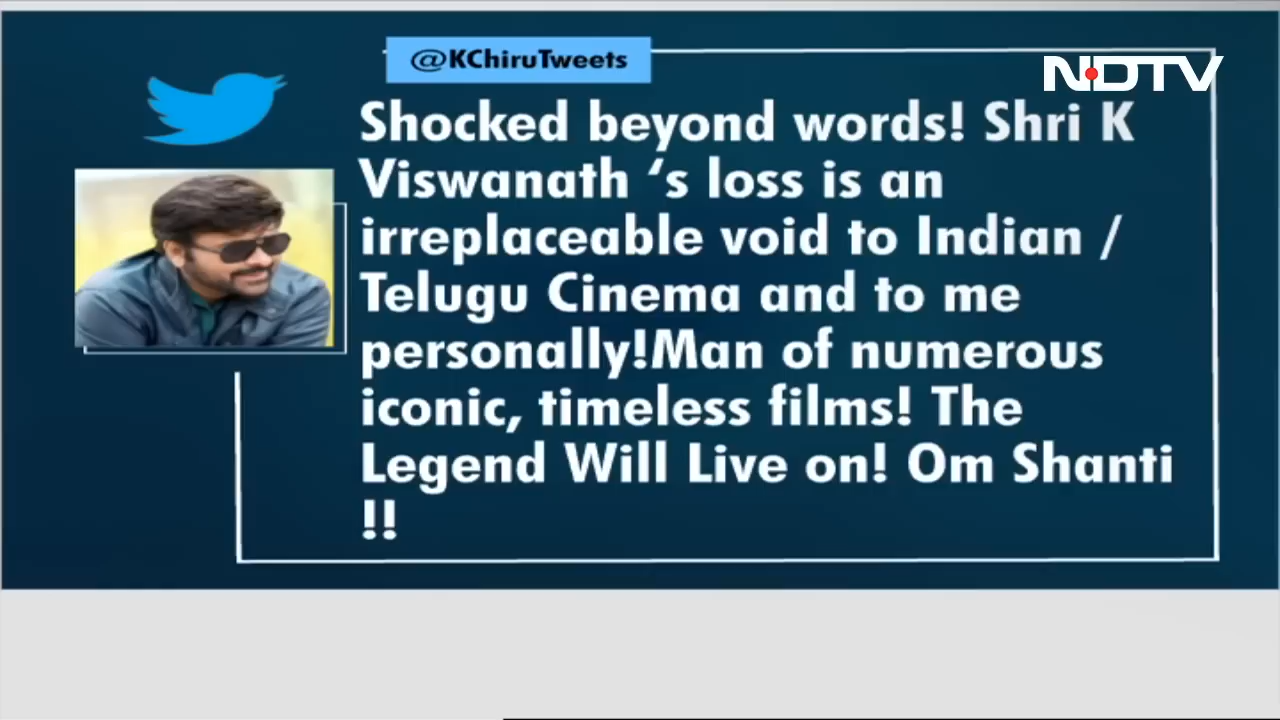 @KChiruTweets
NDTV
Shocked beyond words! Shri K
Viswanath ‘s loss is an
irreplaceable void to Indian /
Telugu Cinema and to me
personally!Man of numerous
iconic, timeless films! The
Legend Will Live on! Om Shanti
!!